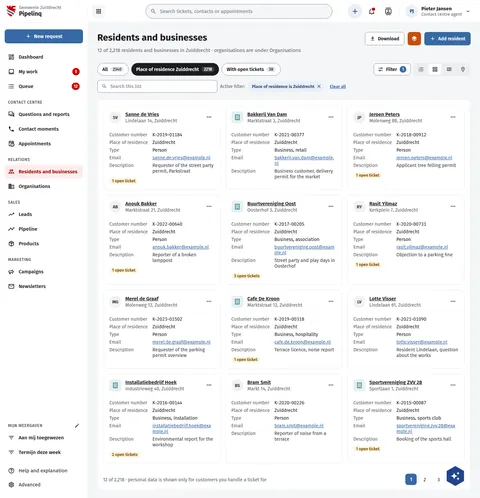 Gemeente Zuiddrecht
Pipelinq
Search tickets, contacts or appointments
Pieter Jansen
Contact centre agent
+ New request
Dashboard
My work
Queue
CONTACT CENTRE
Questions and reports
Contact moments
Appointments
RELATIONS
Residents and businesses
Organisations
SALES
Leads
Pipeline
Products
MARKETING
Campaigns
Newsletters
MIJN WEERGAVEN
Aan mij toegewezen
Termijn deze week
Help and explanation
Advanced
Residents and businesses
12 of 2,218 residents and businesses in Zuiddrecht - organisations are under Organisations
Download
+ Add resident
All
Place of residence Zuiddrecht 2218
With open tickets 38
Filter 1
Search this list
Active filter:
Place of residence is Zuiddrecht ×
Clear all
SV
Sanne de Vries
Lindelaan 14, Zuiddrecht
Customer number K-2019-01184
Place of residence Zuiddrecht
Type Person
Email sanne.de.vries@example.nl
Description Requester of the street permit, Parkstraat
1 open ticket
Bakkerij Van Dam
Marktstraat 3, Zuiddrecht
Customer number K-2021-00377
Place of residence Zuiddrecht
Type Business, retail
Email bakkerij.van.dam@example.nl
Description Business customer, delivery permit for the market
JP
Jeroen Peters
Molenweg 88, Zuiddrecht
Customer number K-2018-00912
Place of residence Zuiddrecht
Type Person
Email jeroen.peters@example.nl
Description Applicant tree felling permit
1 open ticket
AB
Anouk Bakker
Marktstraat 21, Zuiddrecht
Customer number K-2022-00640
Place of residence Zuiddrecht
Type Person
Email anouk.bakker@example.nl
Description Reporter of a broken lamppost
1 open ticket
Buurtvereniging Oost
Oosterhof 3, Zuiddrecht
Customer number K-2017-00205
Place of residence Zuiddrecht
Type Business, association
Email buurtvereniging.oost@example.nl
Description Street party and play days in Oosterhof
3 open tickets
RY
Rasit Yilmaz
Kerkplein 7, Zuiddrecht
Customer number K-2020-00731
Place of residence Zuiddrecht
Type Person
Email rasit.yilmaz@example.nl
Description Objection to a parking fine
1 open ticket
MG
Merel de Graaf
Molenweg 12, Zuiddrecht
Customer number K-2023-01502
Place of residence Zuiddrecht
Type Person
Email merel.de.graaf@example.nl
Description Requester of the parking permit overview
Cafe De Kroon
Marktstraat 12, Zuiddrecht
Customer number K-2019-00318
Place of residence Zuiddrecht
Type Business, hospitality
Email cafe.de.kroon@example.nl
Description Terrace licence, noise report
1 open ticket
LV
Lotte Visser
Lindelaan 61, Zuiddrecht
Customer number K-2021-01090
Place of residence Zuiddrecht
Type Person
Email lotte.visser@example.nl
Description Resident Lindelaan, question about the works
Installatiebedrijf Hoek
Industrieweg 40, Zuiddrecht
Customer number K-2016-00144
Place of residence Zuiddrecht
Type Business, installation
Email installatiebedrijf.hoek@example.nl
Description Environmental report for the workshop
2 open tickets
BS
Bram Smit
Markt 14, Zuiddrecht
Customer number K-2020-00226
Place of residence Zuiddrecht
Type Person
Email bram.smit@example.nl
Description Reporter of noise from a terrace
Sportvereniging ZVV 28
Sportlaan 1, Zuiddrecht
Customer number K-2015-00087
Place of residence Zuiddrecht
Type Business, sports club
Email sportvereniging.zvv.28@example.nl
Description Booking of the sports hall
1 open ticket
12 of 2,218 · personal data is shown only for customers you handle a ticket for
1 2 3